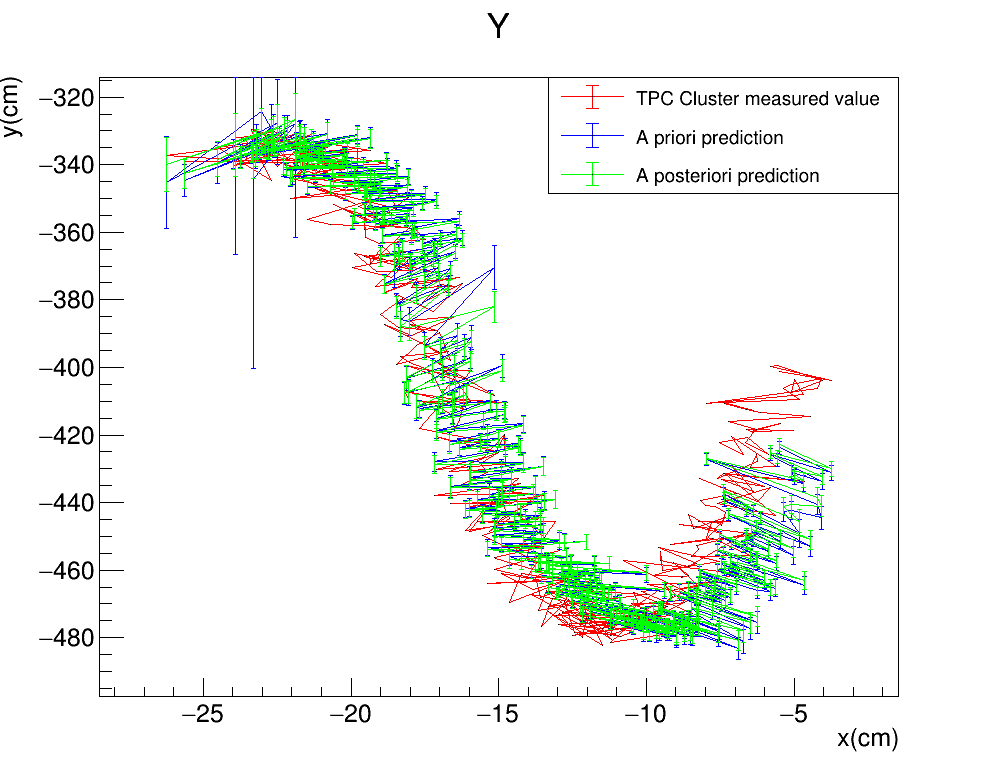 Y
y(cm)
−320
−340
−360
−380
−400
−420
−440
−460
−480
TPC Cluster measured value
A priori prediction
A posteriori prediction
−25 −20 −15 −10 −5
x(cm)